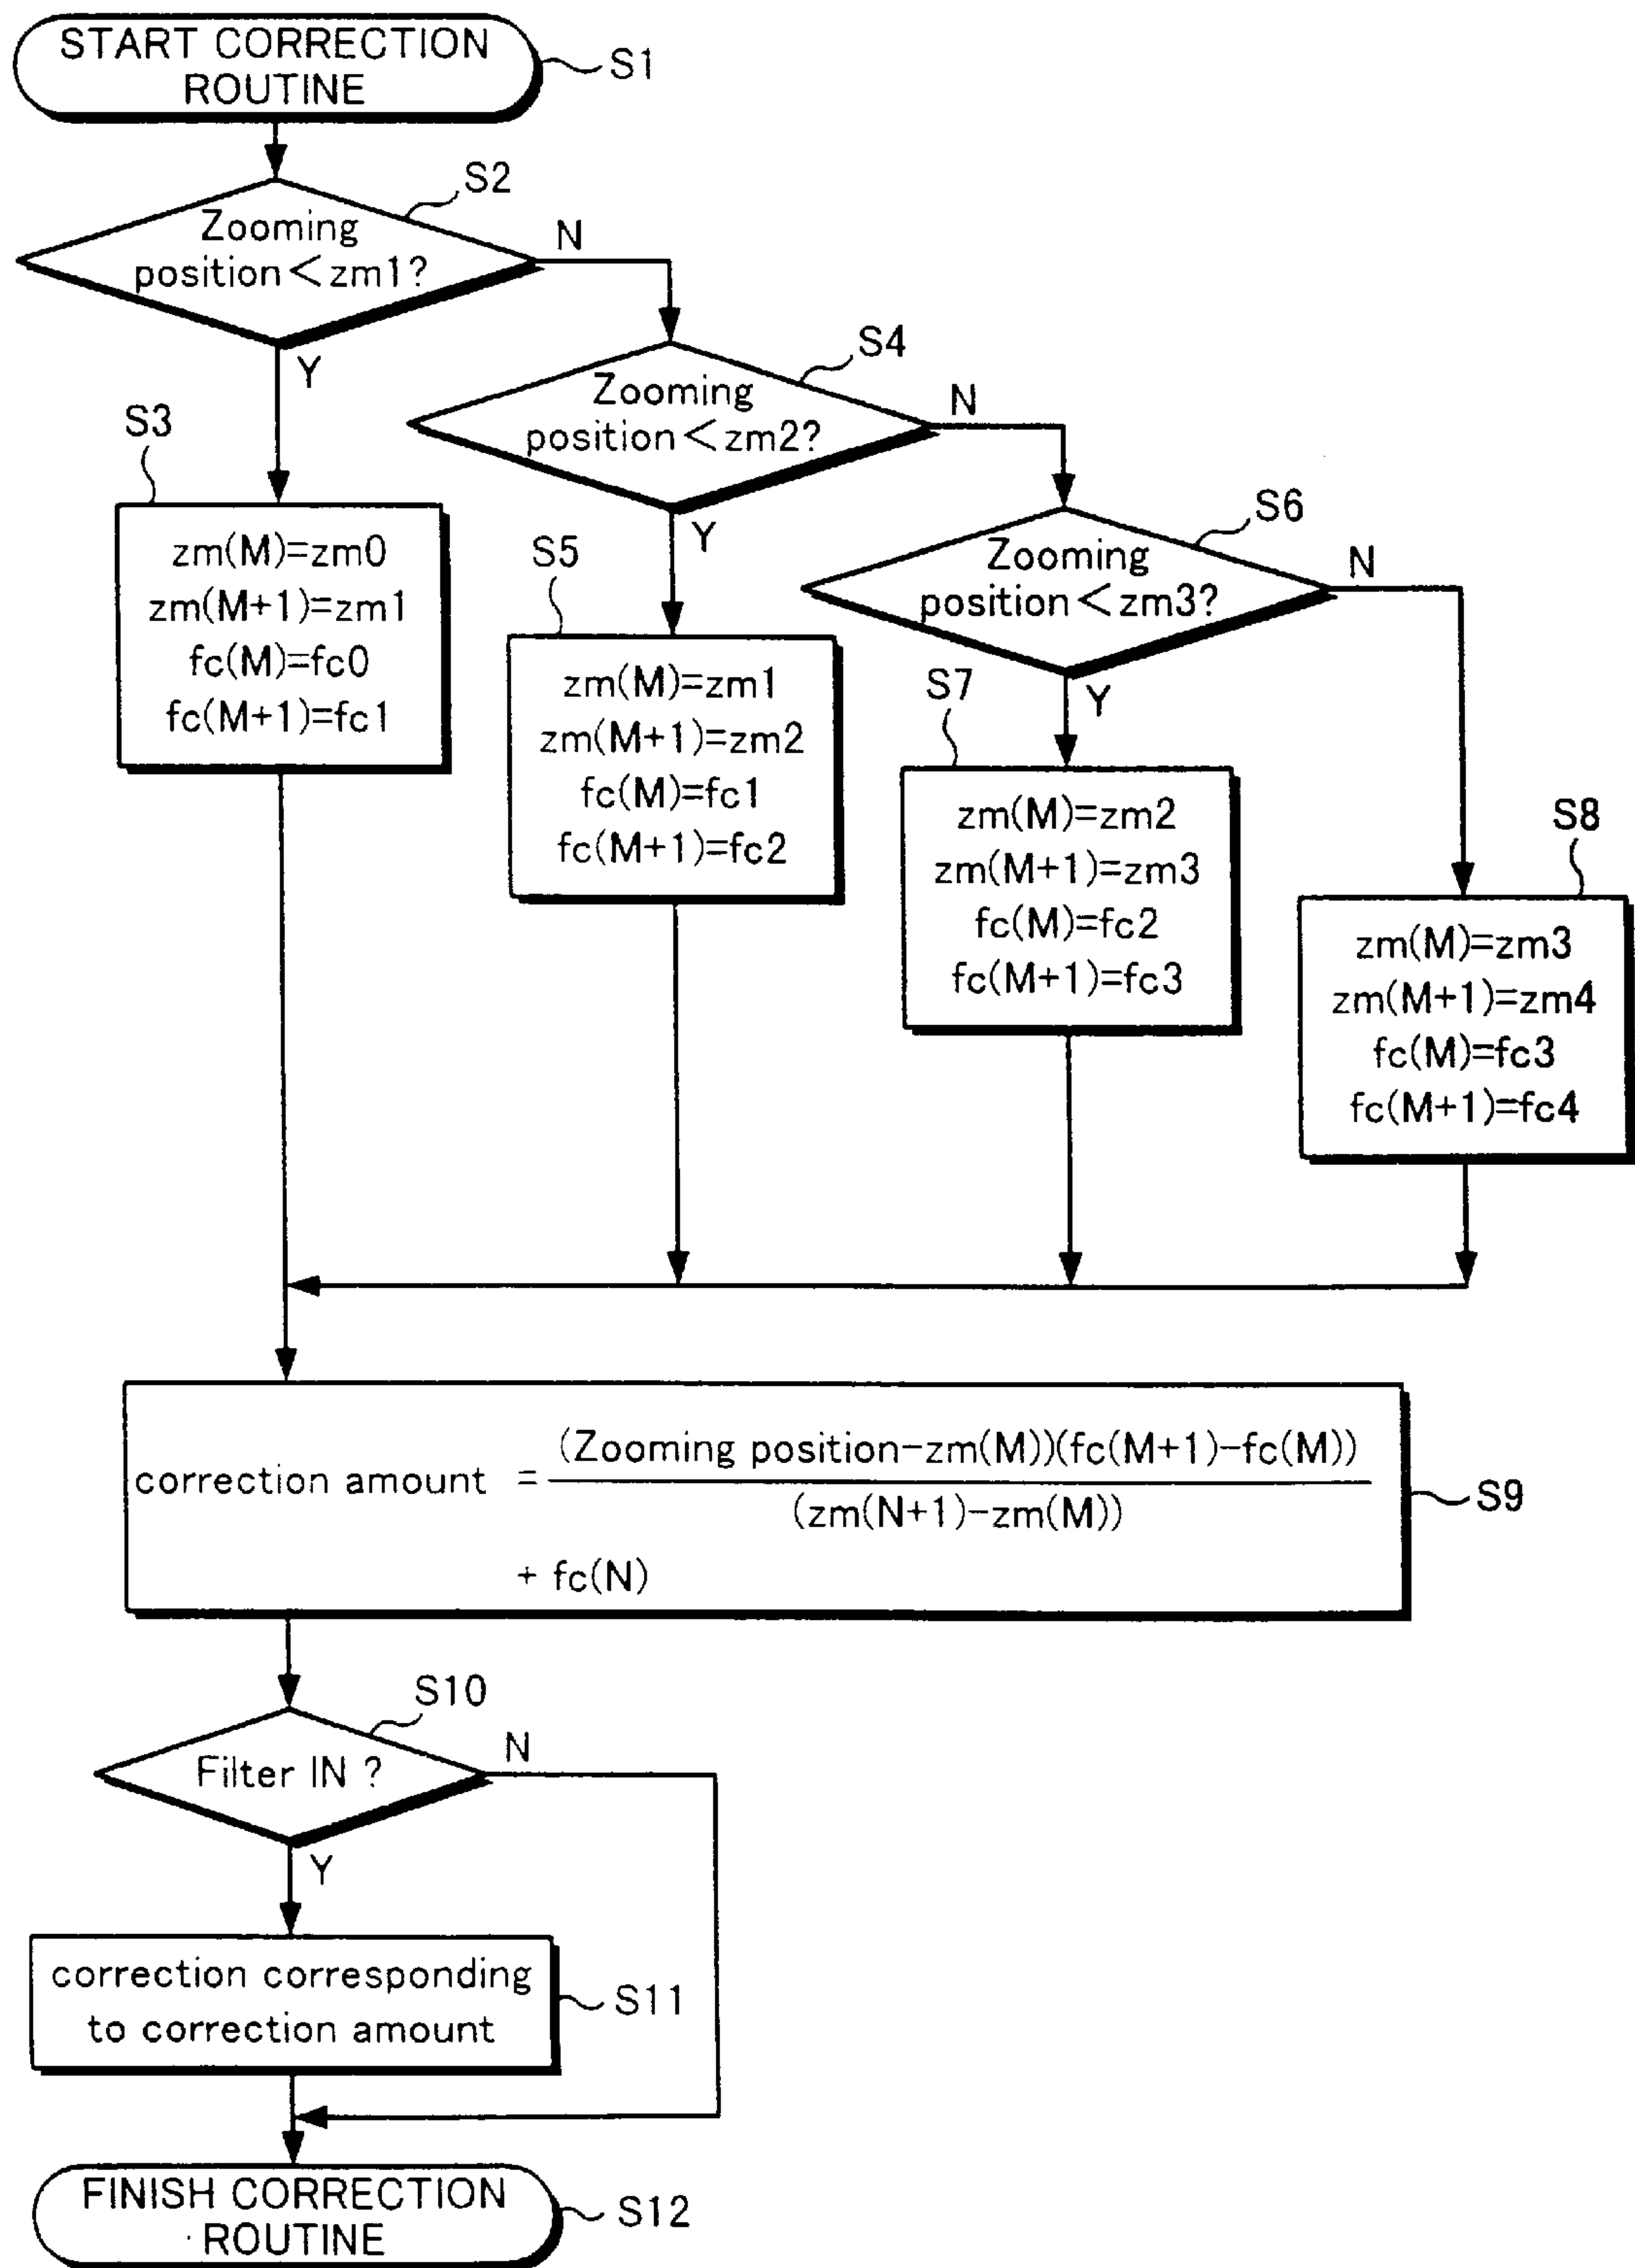 START CORRECTION
ROUTINE
S1
S2
Zooming
position<zm1?
N
Y
S3
zm(M)=zm0
zm(M+1)=zm1
fc(M)=fc0
fc(M+1)=fc1
S4
Zooming
position<zm2?
N
Y
S5
zm(M)=zm1
zm(M+1)=zm2
fc(M)=fc1
fc(M+1)=fc2
S6
Zooming
position<zm3?
N
Y
S7
zm(M)=zm2
zm(M+1)=zm3
fc(M)=fc2
fc(M+1)=fc3
S8
zm(M)=zm3
zm(M+1)=zm4
fc(M)=fc3
fc(M+1)=fc4
(Zooming position-zm(M))(fc(M+1)-fc(M))
correction amount =
(zm(N+1)-zm(M))
+ fc(N)
S9
S10
Filter IN ?
N
Y
correction corresponding
to correction amount
S11
FINISH CORRECTION
ROUTINE
S12